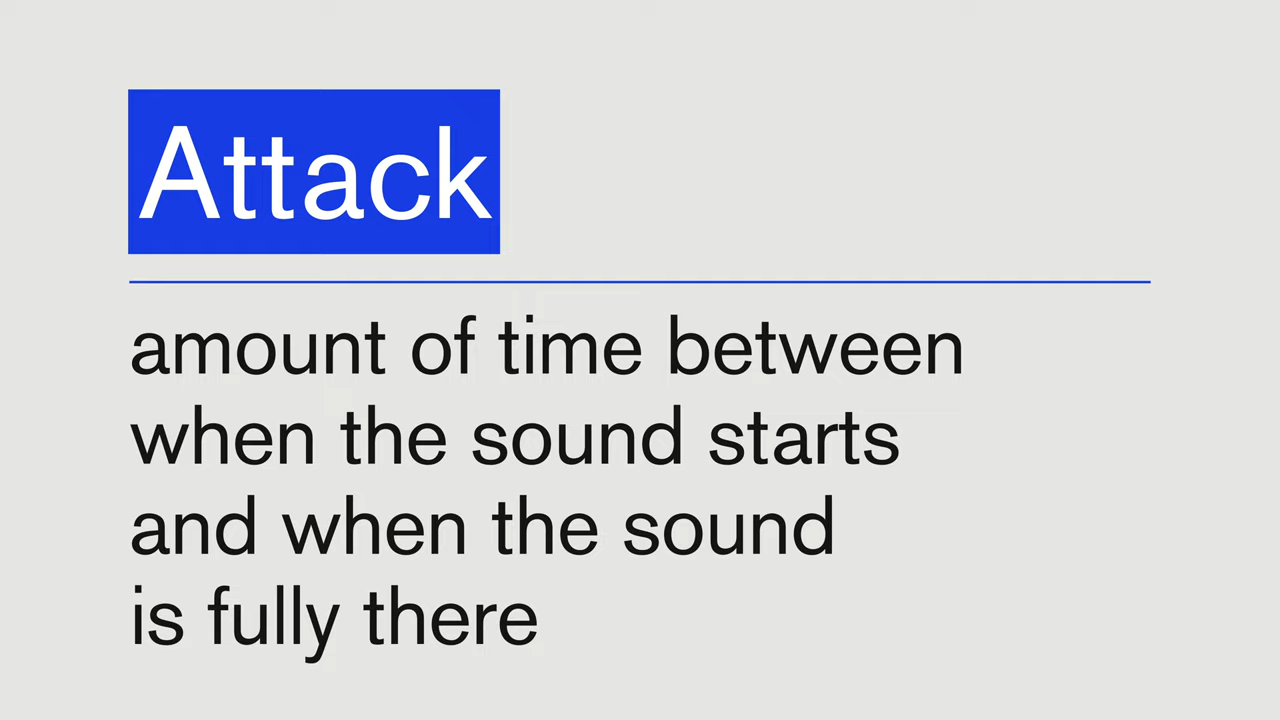 Attack
amount of time between
when the sound starts
and when the sound
is fully there